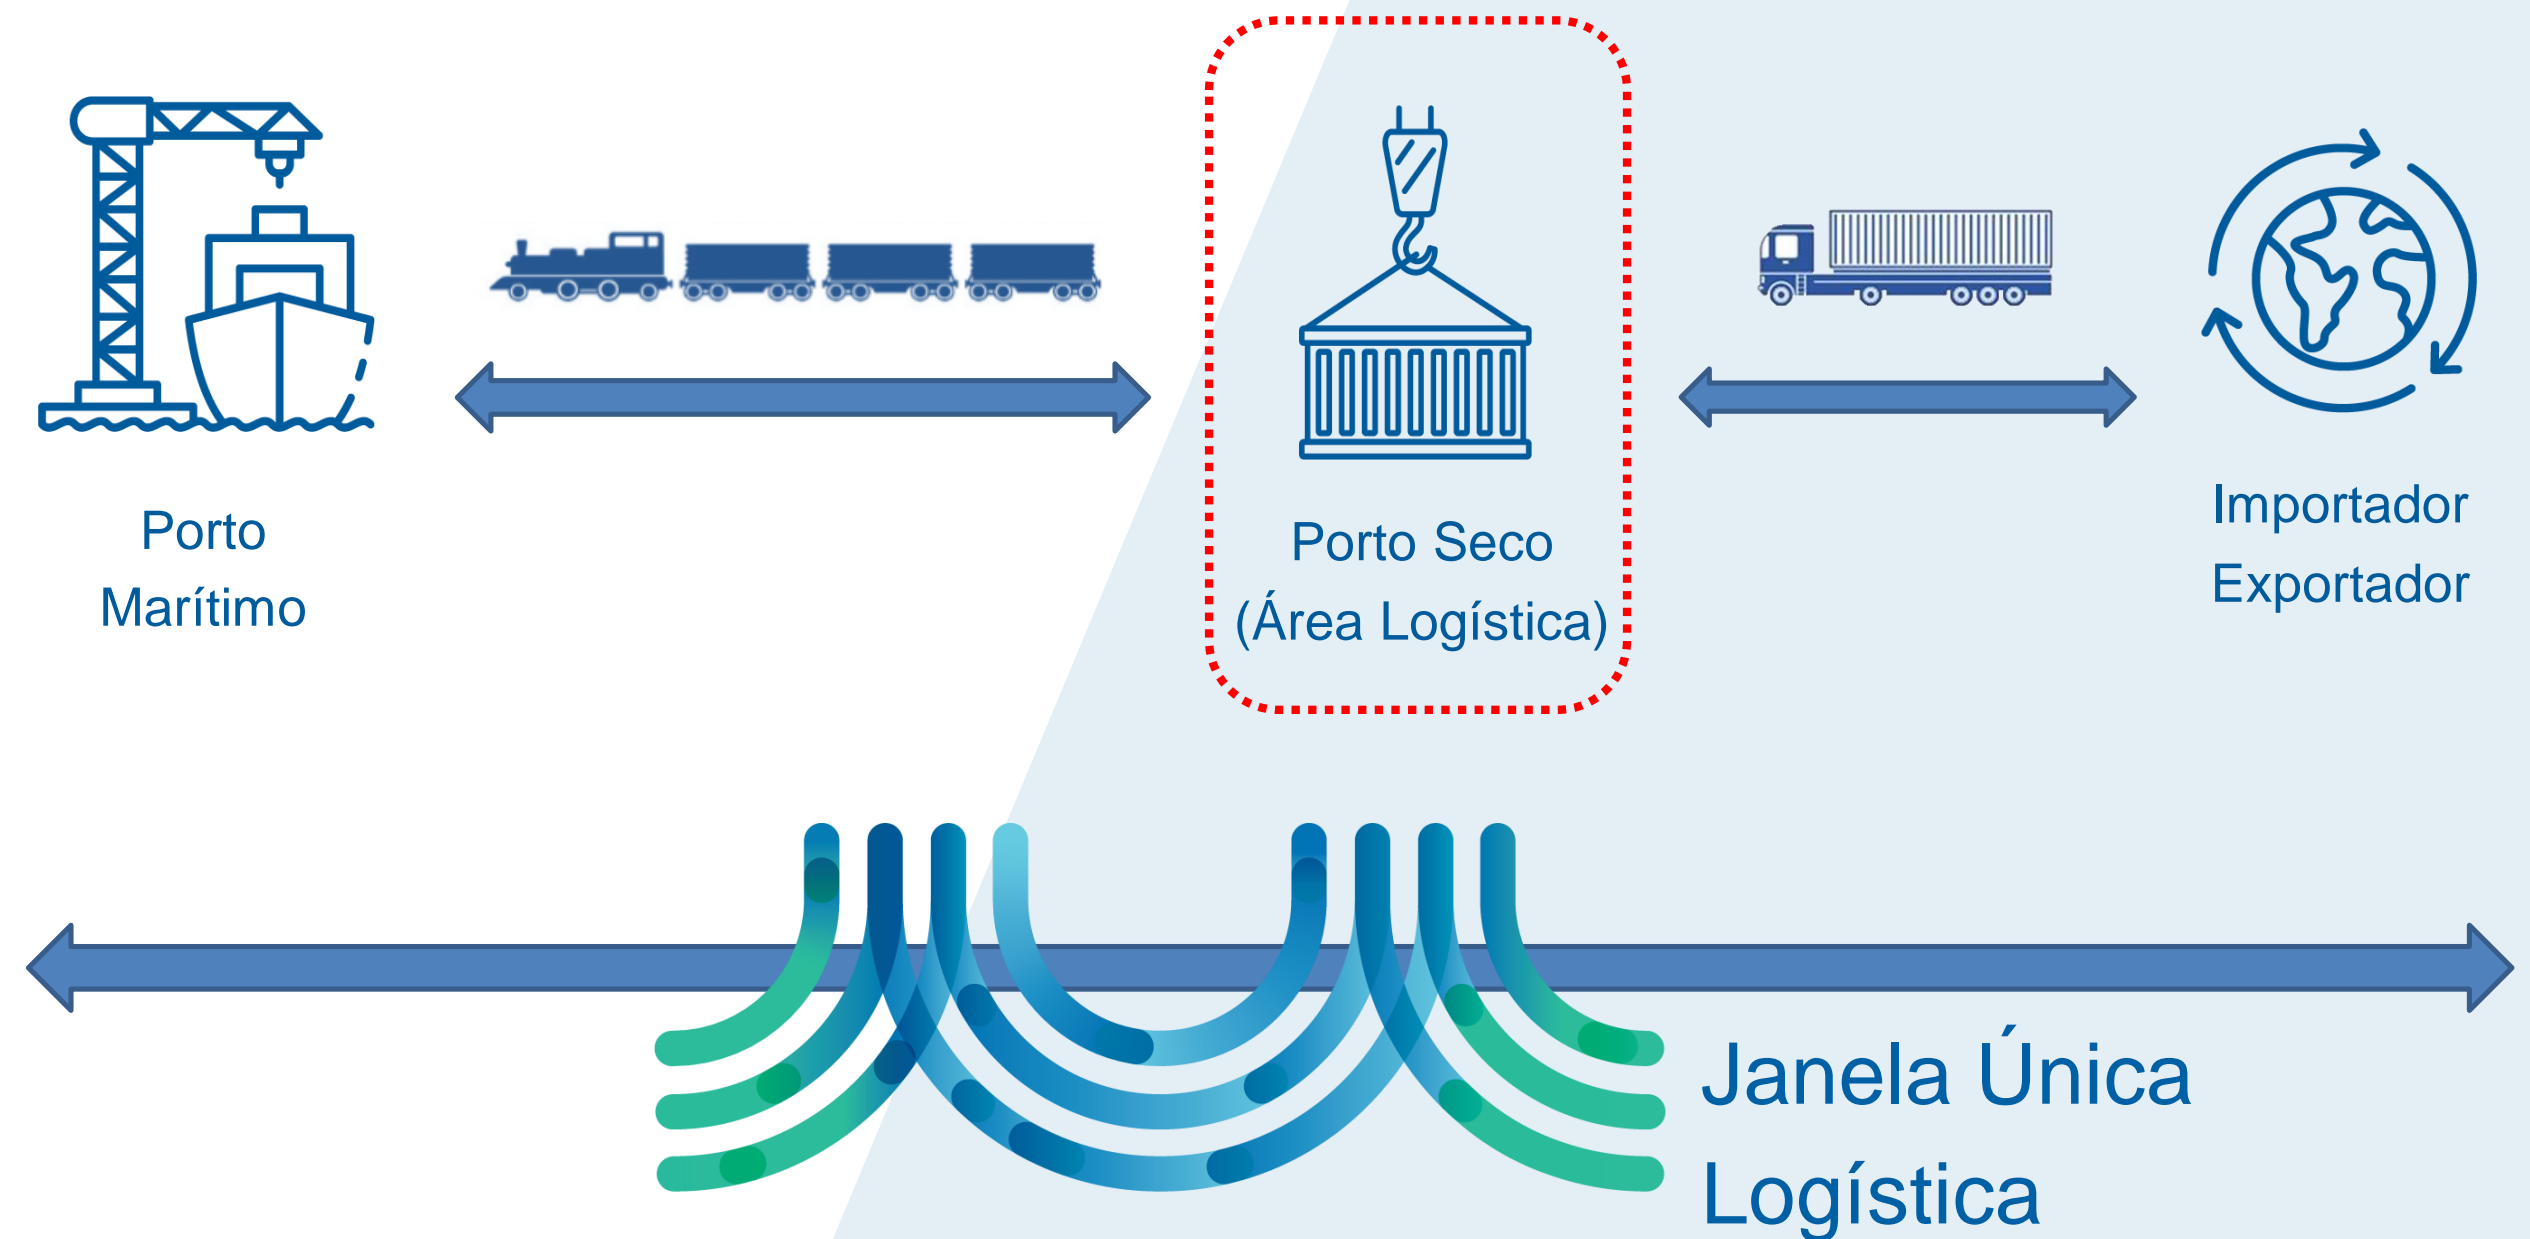 Porto
Marítimo
Porto Seco
(Área Logística)
Importador
Exportador
Janela Única
Logística